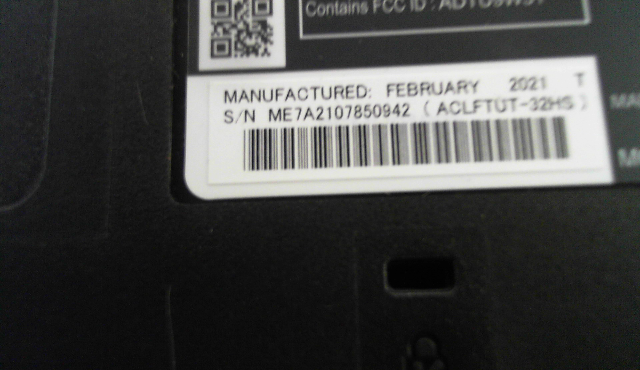 Contains FCC ID :
MANUFACTURED: FEBRUARY 2021 T
S/N ME7A2107850942 ( ACLFTUT-32HS )